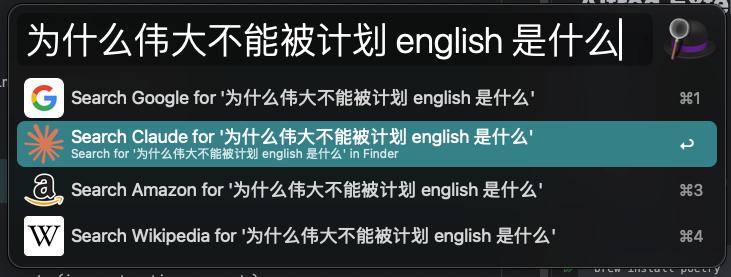 为什么伟大不能被计划 english 是什么
Search Google for '为什么伟大不能被计划 english 是什么'
⌘1
Search Claude for '为什么伟大不能被计划 english 是什么'
Search for '为什么伟大不能被计划 english 是什么' in Finder
↩
Search Amazon for '为什么伟大不能被计划 english 是什么'
⌘3
Search Wikipedia for '为什么伟大不能被计划 english 是什么'
⌘4
brew install poetry